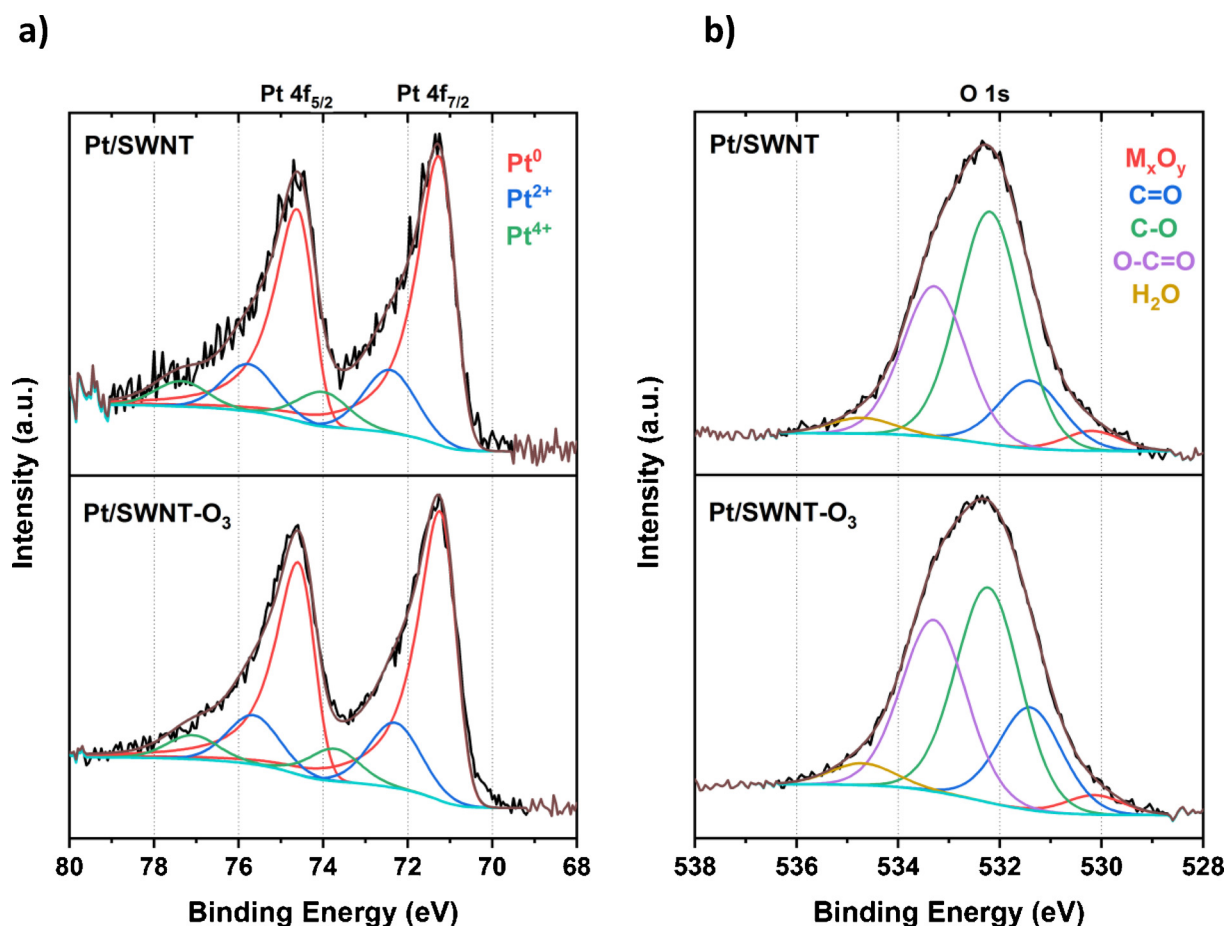 a)
Pt 4f5/2 Pt 4f7/2
Pt/SWNT
Pt⁰
Pt²⁺
Pt⁴⁺
Pt/SWNT-O₃
Intensity (a.u.)
80 78 76 74 72 70 68
Binding Energy (eV)
b)
O 1s
Pt/SWNT
MₓOᵧ
C=O
C-O
O-C=O
H₂O
Pt/SWNT-O₃
Intensity (a.u.)
538 536 534 532 530 528
Binding Energy (eV)